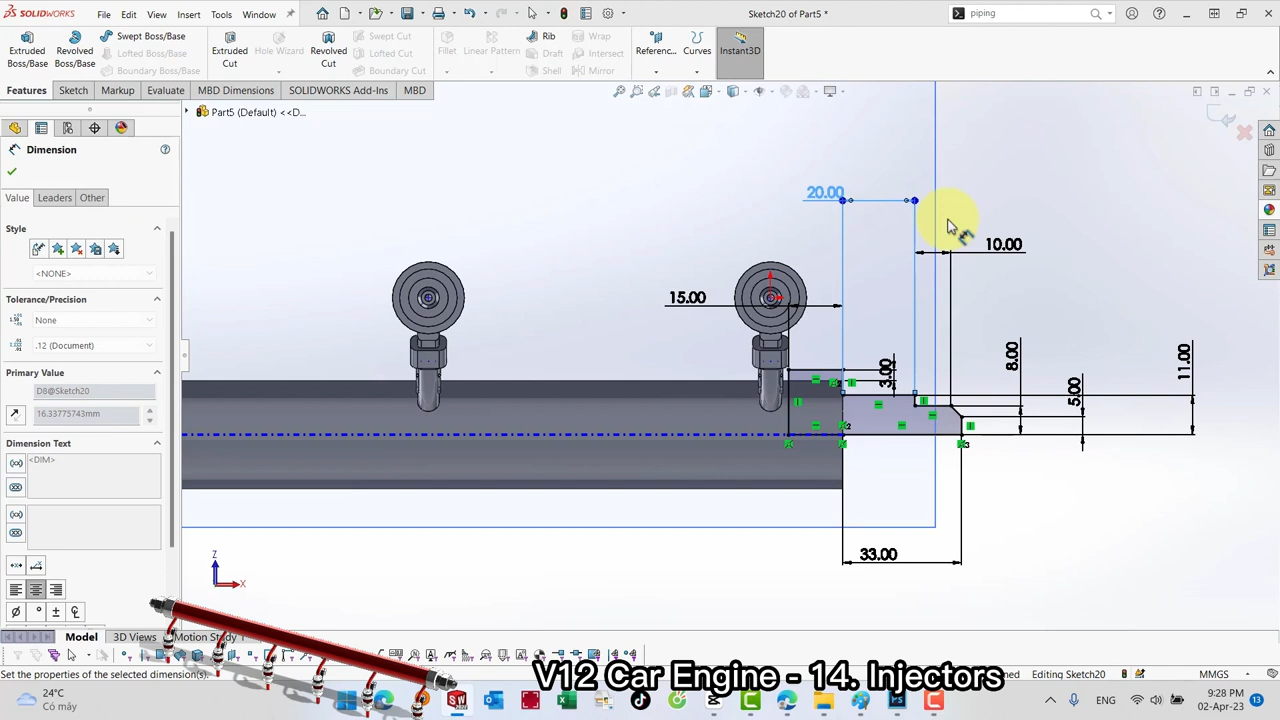 SOLIDWORKS File Edit View Insert Tools Window Sketch20 of Part5 * piping
Extruded Boss/Base Revolved Boss/Base Swept Boss/Base Lofted Boss/Base Boundary Boss/Base Extruded Cut Hole Wizard Revolved Cut Swept Cut Lofted Cut Boundary Cut Fillet Linear Pattern Rib Draft Shell Wrap Intersect Mirror Referenc... Curves Instant3D
Features Sketch Markup Evaluate MBD Dimensions SOLIDWORKS Add-Ins MBD
Part5 (Default) <<D...
Dimension
Value Leaders Other
Style
<NONE>
Tolerance/Precision
None
.12 (Document)
Primary Value
D8@Sketch20
16.33775743mm
Dimension Text
<DIM>
20.00
10.00
15.00
3.00
8.00
5.00
11.00
33.00
Z
X
Model 3D Views Motion Study 1
V12 Car Engine - 14. Injectors
Set the properties of the selected dimension(s).
Editing Sketch20 MMGS
24°C
Có mây
ENG
9:28 PM
02-Apr-23
13